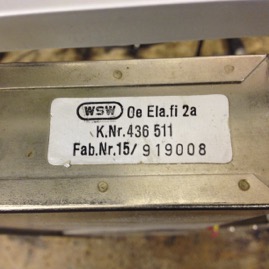 WSW Oe Ela.fi 2a
K.Nr.436 511
Fab.Nr.15/ 919008